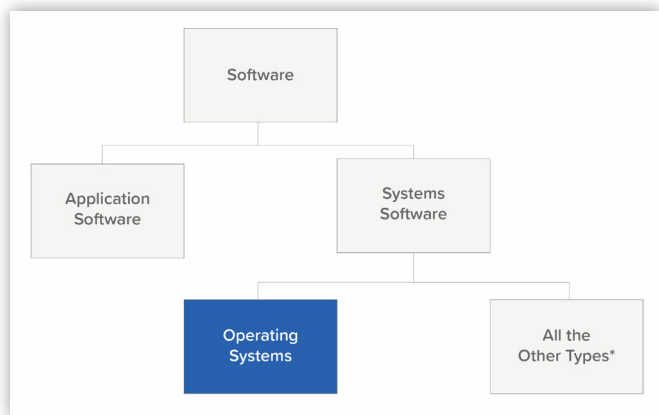 Software
Application
Software
Systems
Software
Operating
Systems
All the
Other Types*